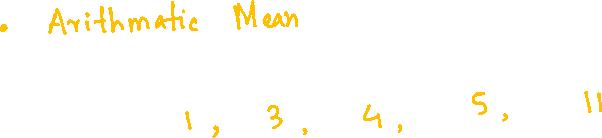 • Arithmatic Mean
1, 3, 4, 5, 11